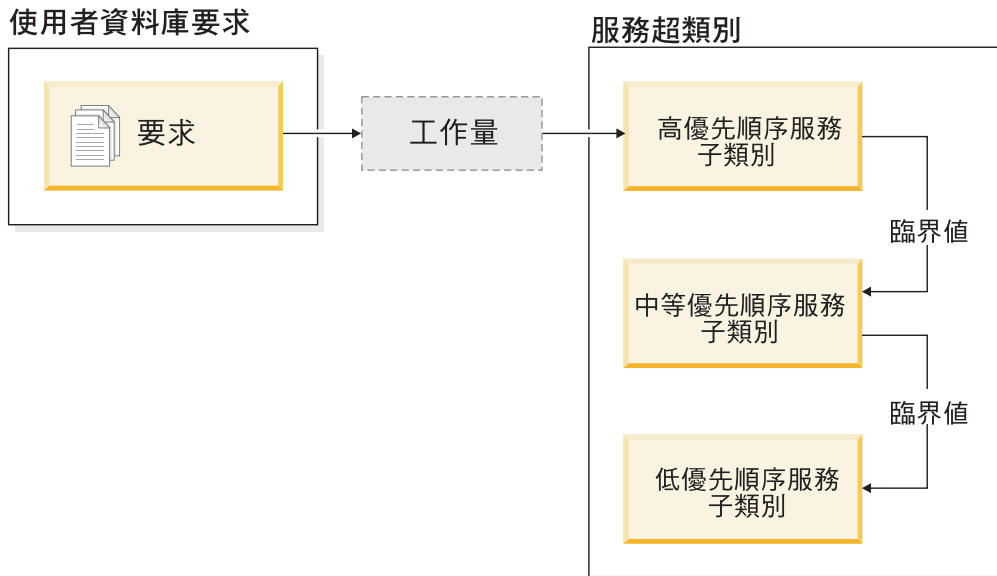 使用者資料庫要求
要求
工作量
服務超類別
高優先順序服務
子類別
臨界值
中等優先順序服務
子類別
臨界值
低優先順序服務
子類別